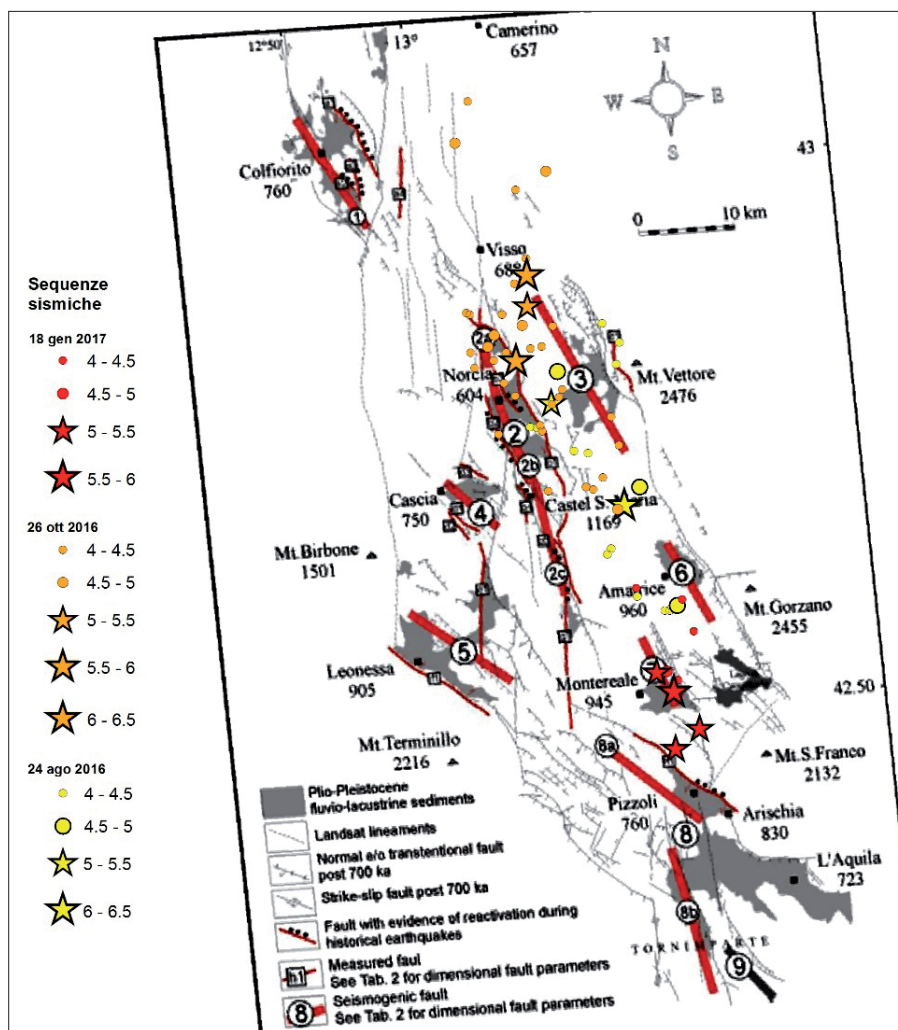 12°50
13°
Camerino
657
N
W
E
S
43
Colfiorito
760
1
0
10 km
Visso
688
Sequenze
sismiche
18 gen 2017
4 - 4.5
4.5 - 5
5 - 5.5
5.5 - 6
26 ott 2016
4 - 4.5
4.5 - 5
5 - 5.5
5.5 - 6
6 - 6.5
24 ago 2016
4 - 4.5
4.5 - 5
5 - 5.5
6 - 6.5
2a
Norcia
604
3
Mt.Vettore
2476
2
2b
Cascia
750
4
Castel S.
1169
Mt.Birbone
1501
2c
6
960
Mt.Gorzano
2455
5
Leonessa
905
Montereale
945
42.50
Mt.Terminillo
2216
8a
Mt.S.Franco
2132
Pizzoli
760
Arischia
830
8
L'Aquila
723
8b
TORNIMPARTE
9
Plio-Pleistocene
fluvio-lacustrine sediments
Landsat lineaments
Normal a/o transtentional fault
post 700 ka
Strike-slip fault post 700 ka
Fault with evidence of reactivation during
historical earthquakes
h1
Measured faul
See Tab. 2 for dimensional fault parameters
8
Seismogenic fault
See Tab. 2 for dimensional fault parameters